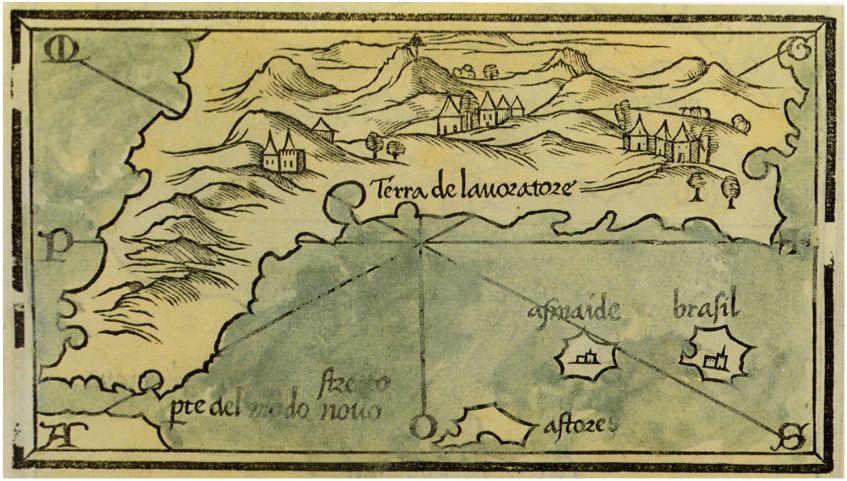 M G
Terra de lauoratore
P
asmaide brasil
streto
pte del modo nouo
A O astores S